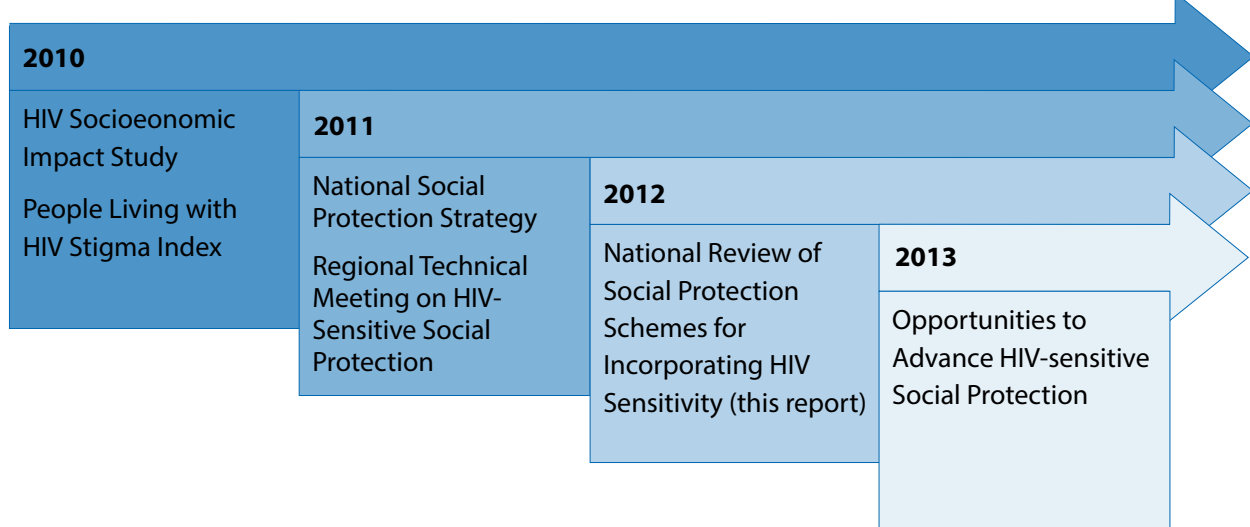 2010
HIV Socioeonomic
Impact Study
People Living with
HIV Stigma Index
2011
National Social
Protection Strategy
Regional Technical
Meeting on HIV-
Sensitive Social
Protection
2012
National Review of
Social Protection
Schemes for
Incorporating HIV
Sensitivity (this report)
2013
Opportunities to
Advance HIV-sensitive
Social Protection